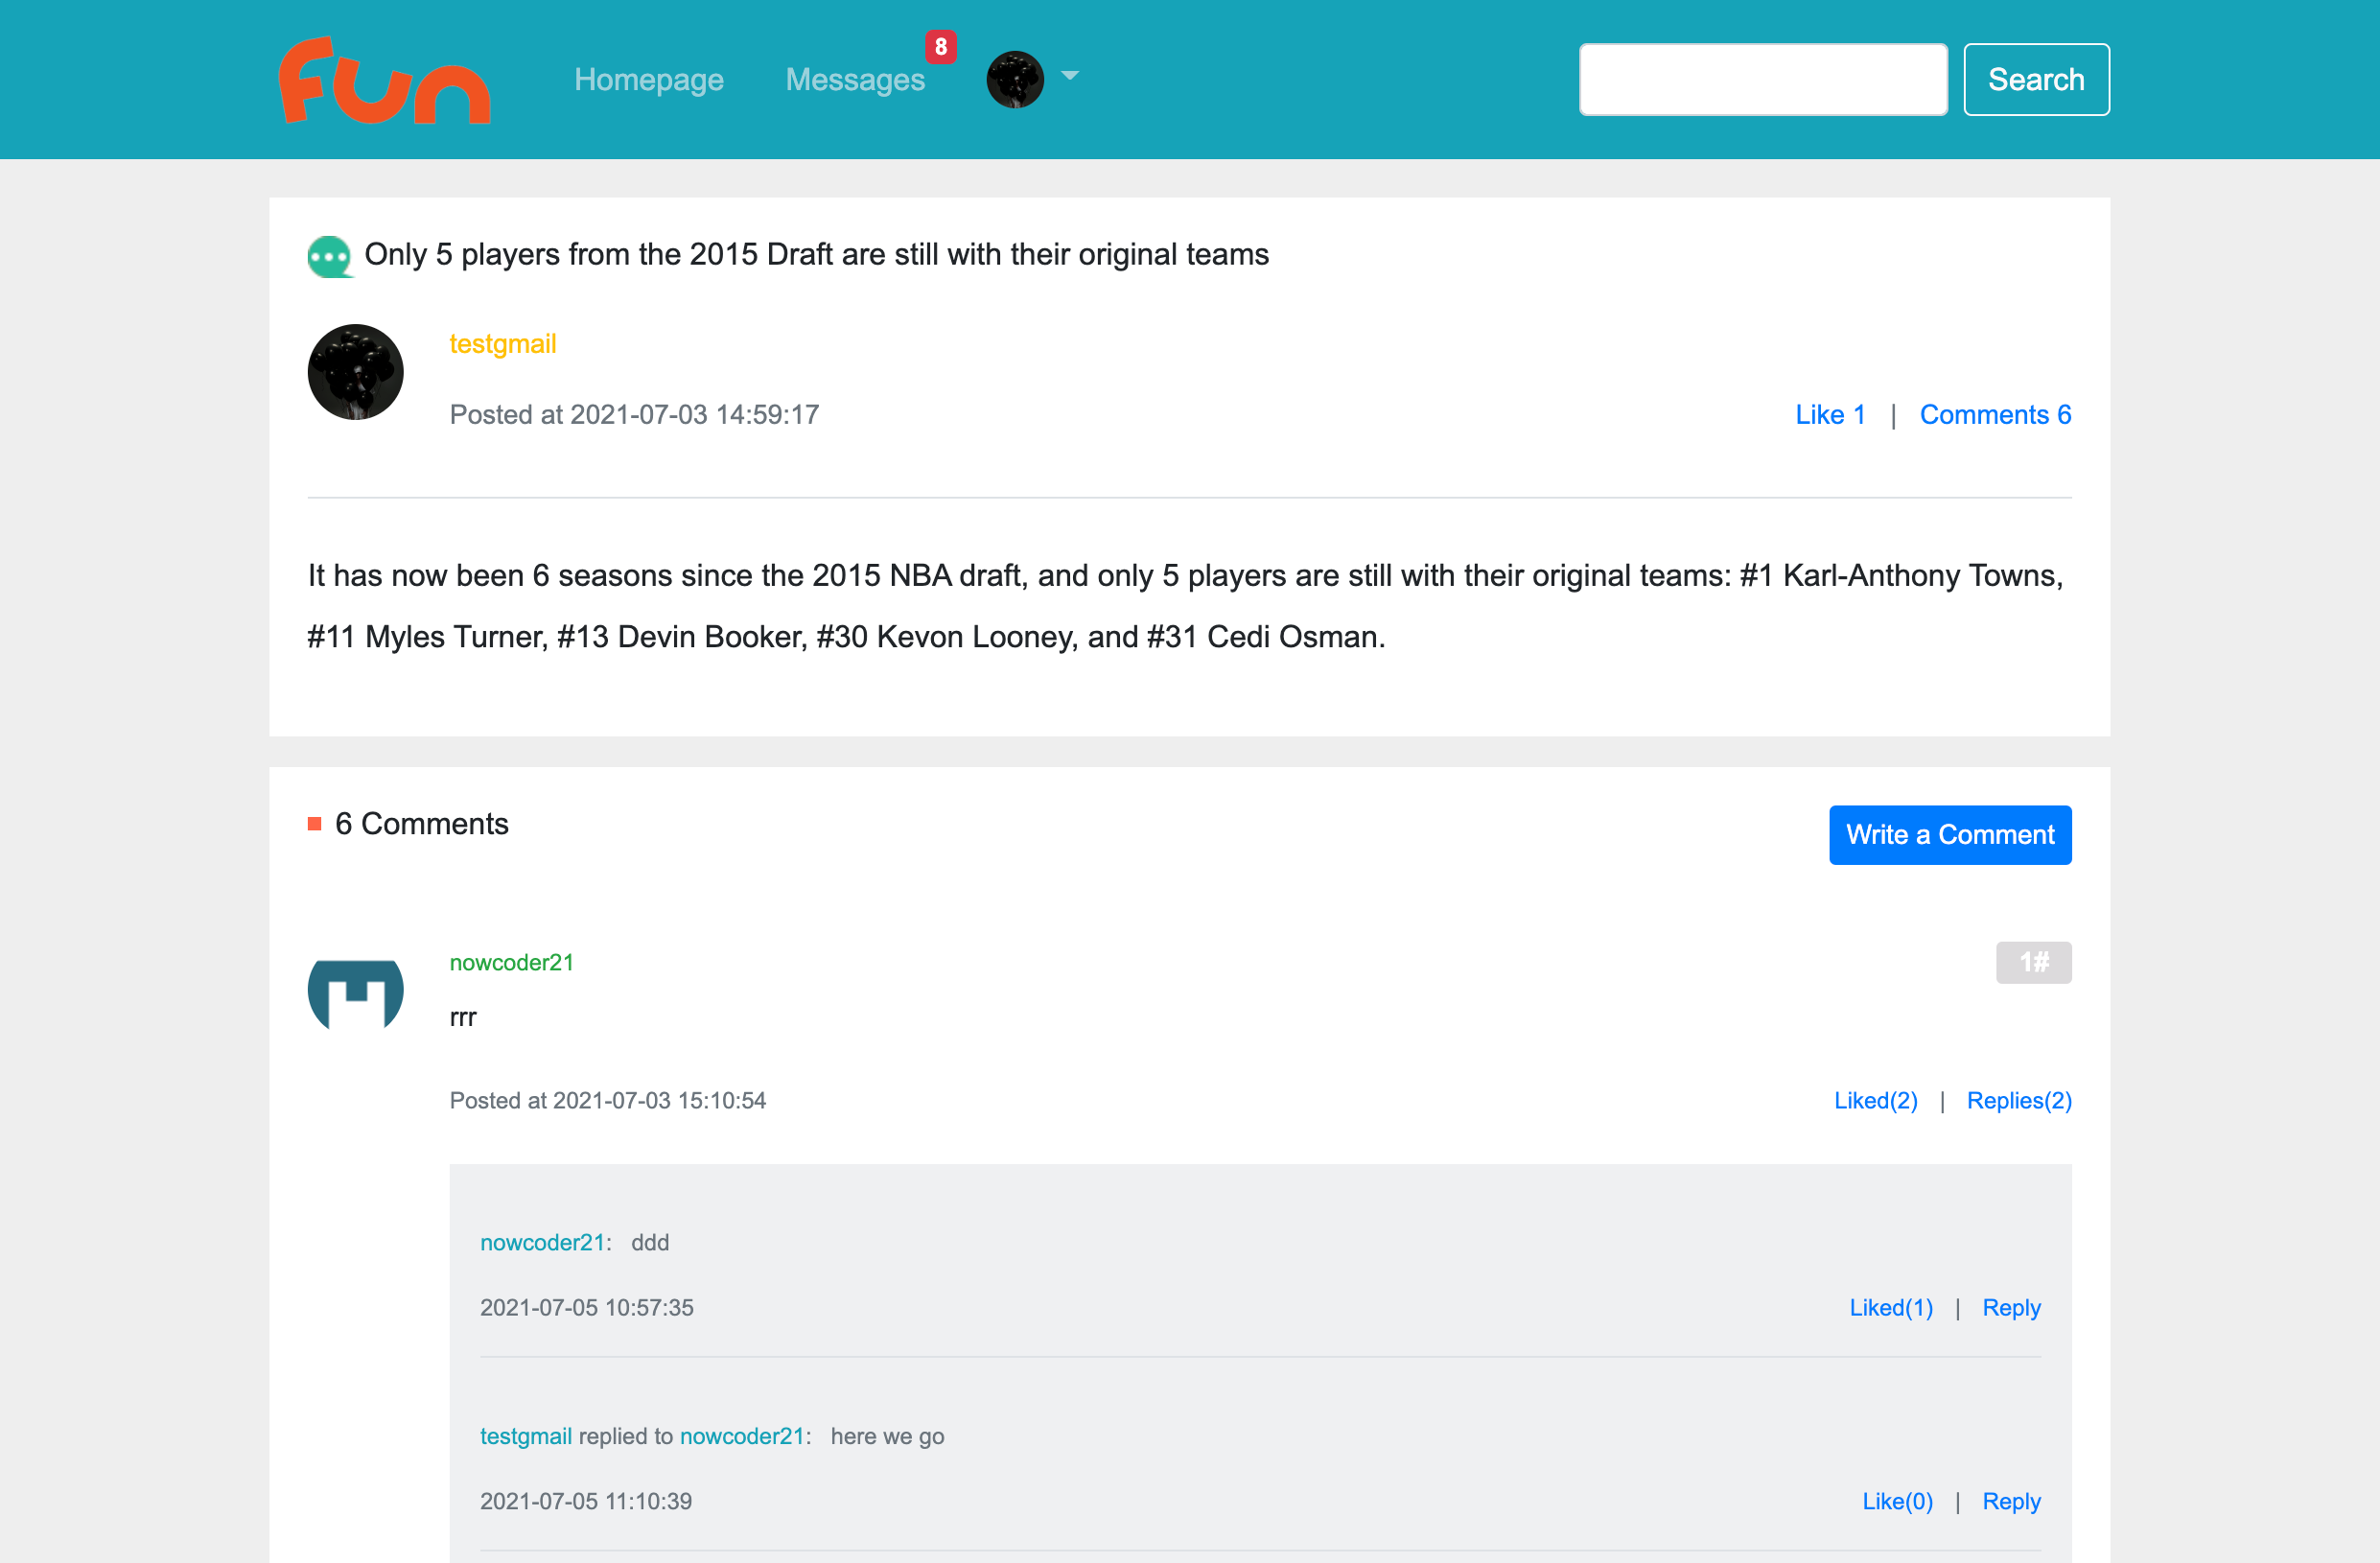 Fun
Homepage
Messages
8
Search
Only 5 players from the 2015 Draft are still with their original teams
testgmail
Posted at 2021-07-03 14:59:17
Like 1 | Comments 6
It has now been 6 seasons since the 2015 NBA draft, and only 5 players are still with their original teams: #1 Karl-Anthony Towns,
#11 Myles Turner, #13 Devin Booker, #30 Kevon Looney, and #31 Cedi Osman.
6 Comments
Write a Comment
nowcoder21
1#
rrr
Posted at 2021-07-03 15:10:54
Liked(2) | Replies(2)
nowcoder21: ddd
2021-07-05 10:57:35
Liked(1) | Reply
testgmail replied to nowcoder21: here we go
2021-07-05 11:10:39
Like(0) | Reply